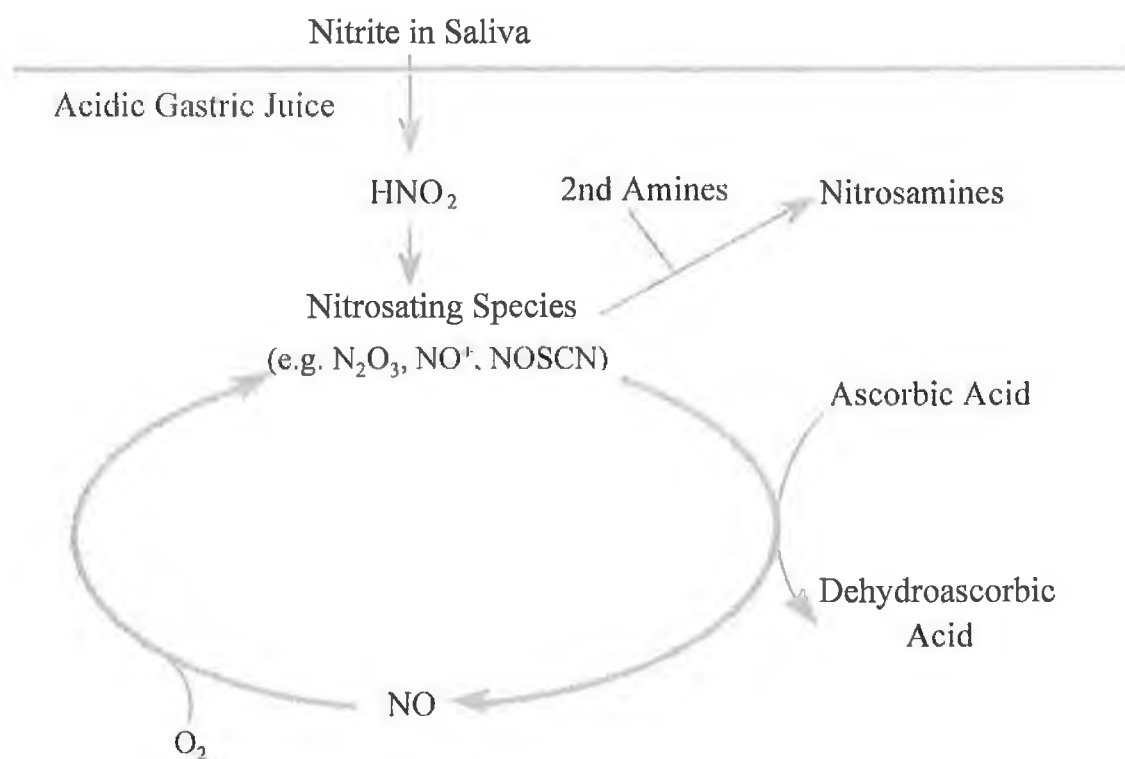 Nitrite in Saliva
Acidic Gastric Juice
HNO₂
2nd Amines
Nitrosamines
Nitrosating Species
(e.g. N₂O₃, NO⁺, NOSCN)
Ascorbic Acid
Dehydroascorbic
Acid
NO
O₂